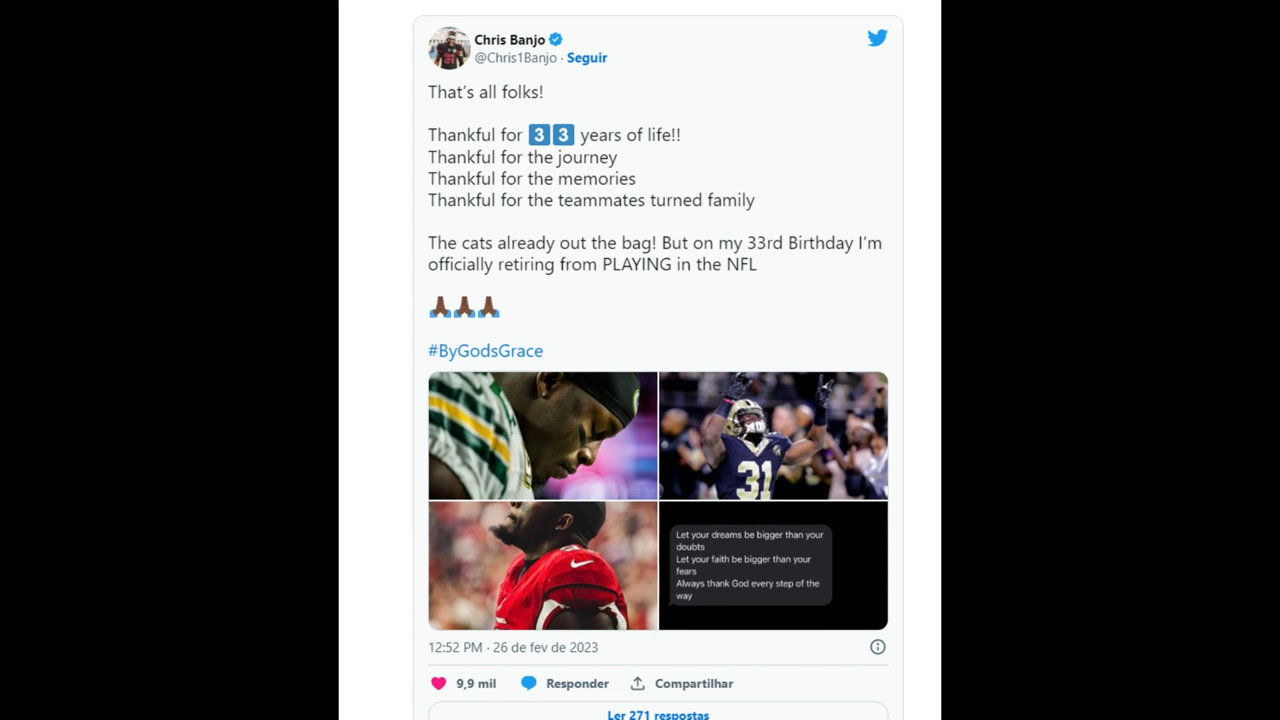 Chris Banjo
@Chris1Banjo · Seguir
That's all folks!
Thankful for 3️⃣3️⃣ years of life!!
Thankful for the journey
Thankful for the memories
Thankful for the teammates turned family
The cats already out the bag! But on my 33rd Birthday I'm
officially retiring from PLAYING in the NFL
🙏🏾🙏🏾🙏🏾
#ByGodsGrace
31
Let your dreams be bigger than your
doubts
Let your faith be bigger than your
fears
Always thank God every step of the
way
12:52 PM · 26 de fev de 2023
9,9 mil Responder Compartilhar
Ler 271 respostas